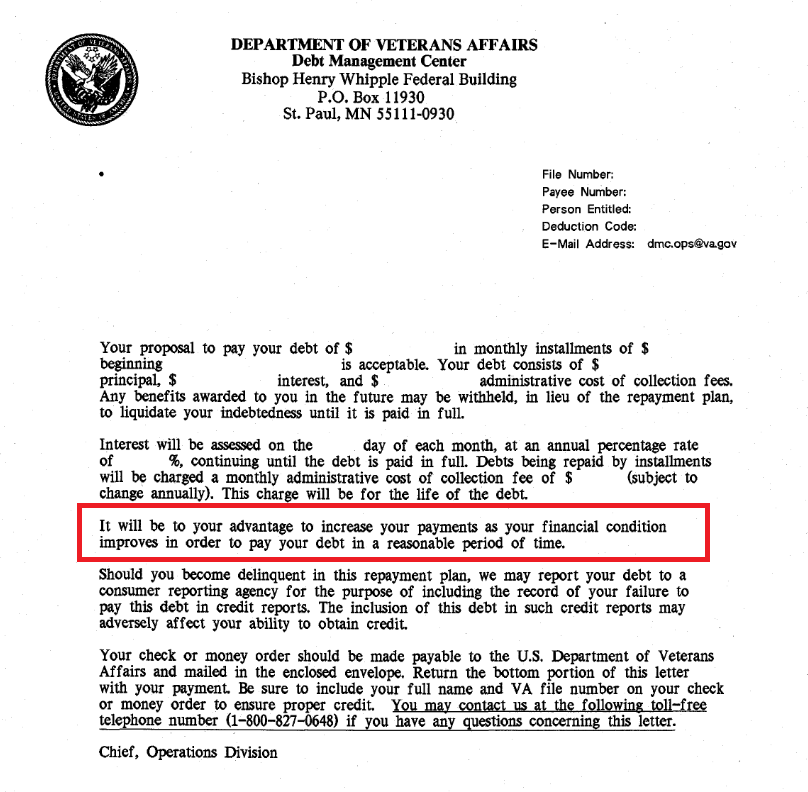 DEPARTMENT OF VETERANS AFFAIRS
Debt Management Center
Bishop Henry Whipple Federal Building
P.O. Box 11930
St. Paul, MN 55111-0930
File Number:
Payee Number:
Person Entitled:
Deduction Code:
E-Mail Address: dmc.ops@va.gov
Your proposal to pay your debt of $ in monthly installments of $
beginning is acceptable. Your debt consists of $
principal, $ interest, and $ administrative cost of collection fees.
Any benefits awarded to you in the future may be withheld, in lieu of the repayment plan,
to liquidate your indebtedness until it is paid in full.
Interest will be assessed on the day of each month, at an annual percentage rate
of %, continuing until the debt is paid in full. Debts being repaid by installments
will be charged a monthly administrative cost of collection fee of $ (subject to
change annually). This charge will be for the life of the debt.
It will be to your advantage to increase your payments as your financial condition
improves in order to pay your debt in a reasonable period of time.
Should you become delinquent in this repayment plan, we may report your debt to a
consumer reporting agency for the purpose of including the record of your failure to
pay this debt in credit reports. The inclusion of this debt in such credit reports may
adversely affect your ability to obtain credit.
Your check or money order should be made payable to the U.S. Department of Veterans
Affairs and mailed in the enclosed envelope. Return the bottom portion of this letter
with your payment. Be sure to include your full name and VA file number on your check
or money order to ensure proper credit. You may contact us at the following toll-free
telephone number (1-800-827-0648) if you have any questions concerning this letter.
Chief, Operations Division